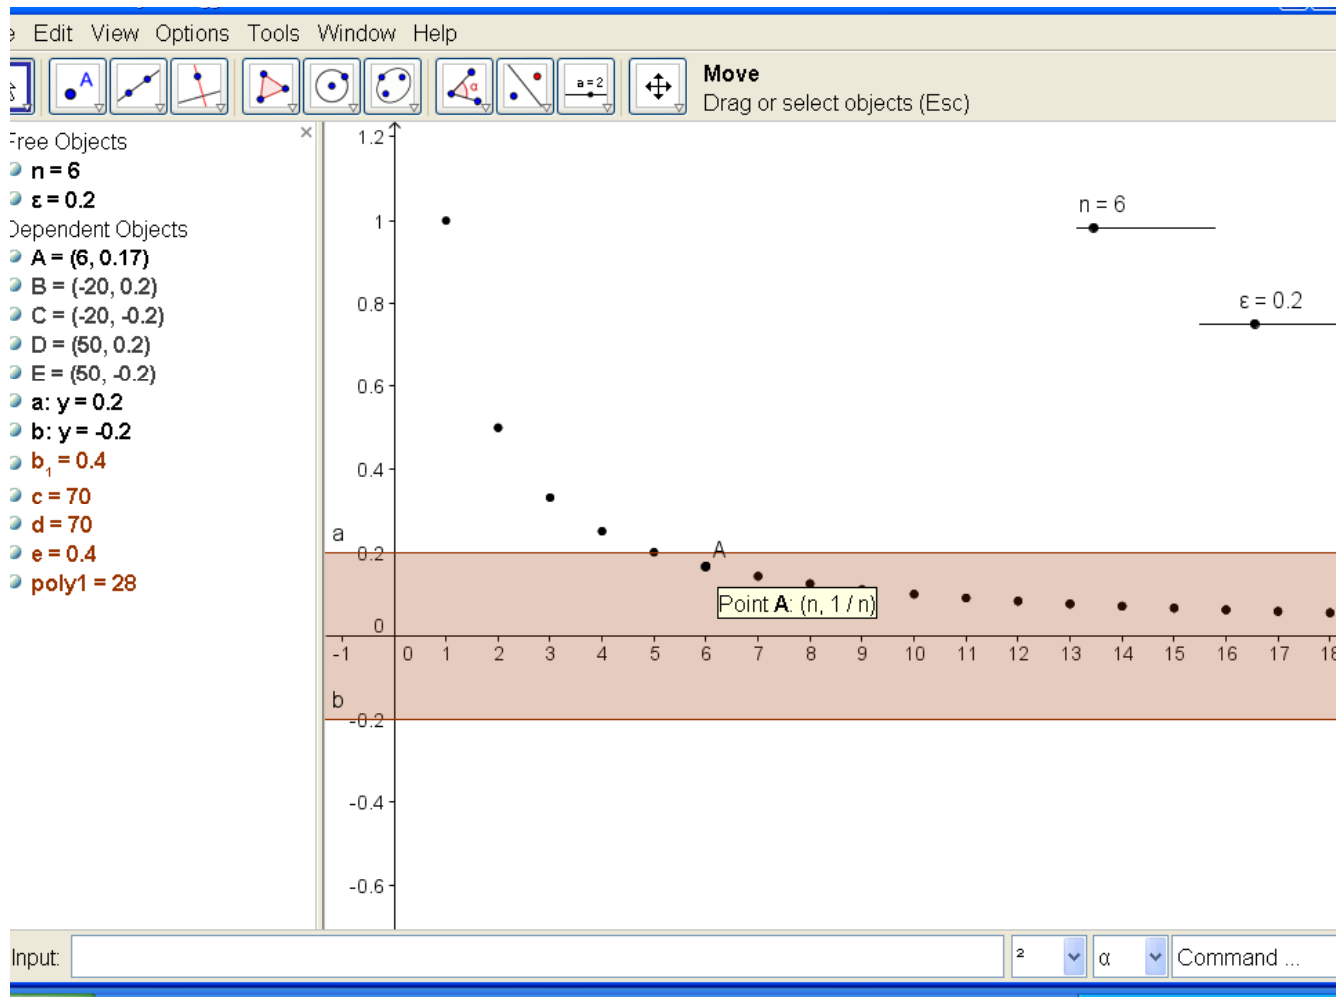 Edit View Options Tools Window Help
Move
Drag or select objects (Esc)
Free Objects
n = 6
ε = 0.2
Dependent Objects
A = (6, 0.17)
B = (-20, 0.2)
C = (-20, -0.2)
D = (50, 0.2)
E = (50, -0.2)
a: y = 0.2
b: y = -0.2
b₁ = 0.4
c = 70
d = 70
e = 0.4
poly1 = 28
A
α
a = 2
1.2
1
0.8
0.6
0.4
0.2
0
-0.2
-0.4
-0.6
n = 6
ε = 0.2
a
A
Point A: (n, 1 / n)
-1 0 1 2 3 4 5 6 7 8 9 10 11 12 13 14 15 16 17 18
b
Input:
² α Command ...